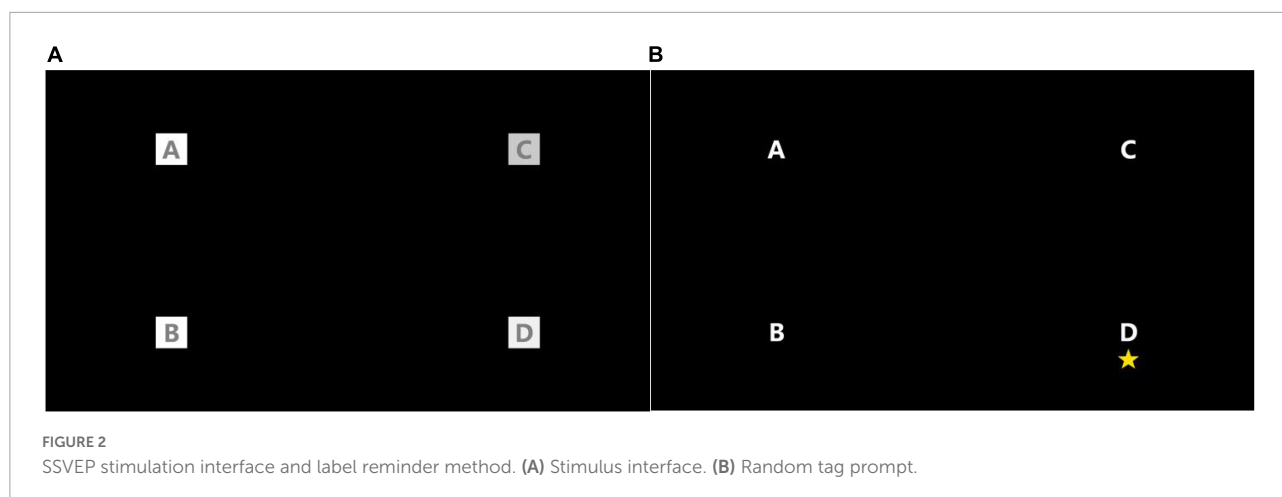 A B
A C A C
B D B D
FIGURE 2
SSVEP stimulation interface and label reminder method. (A) Stimulus interface. (B) Random tag prompt.